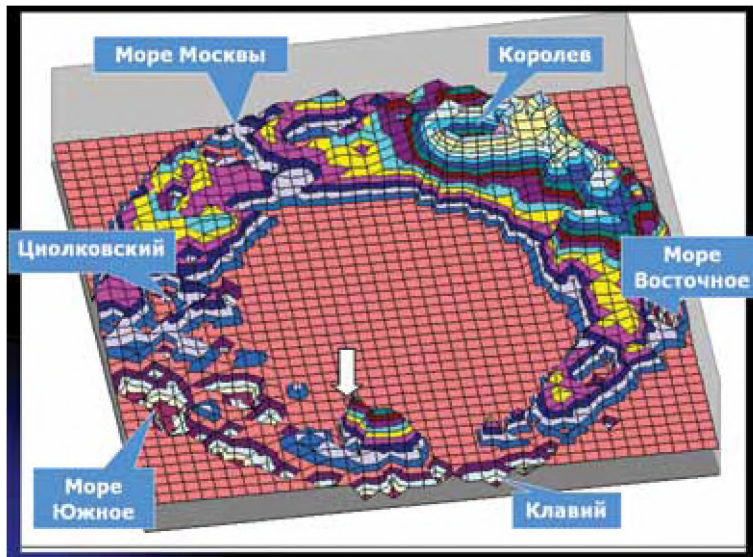 Море Москвы
Королев
Циолковский
Море
Восточное
Море
Южное
Клавий